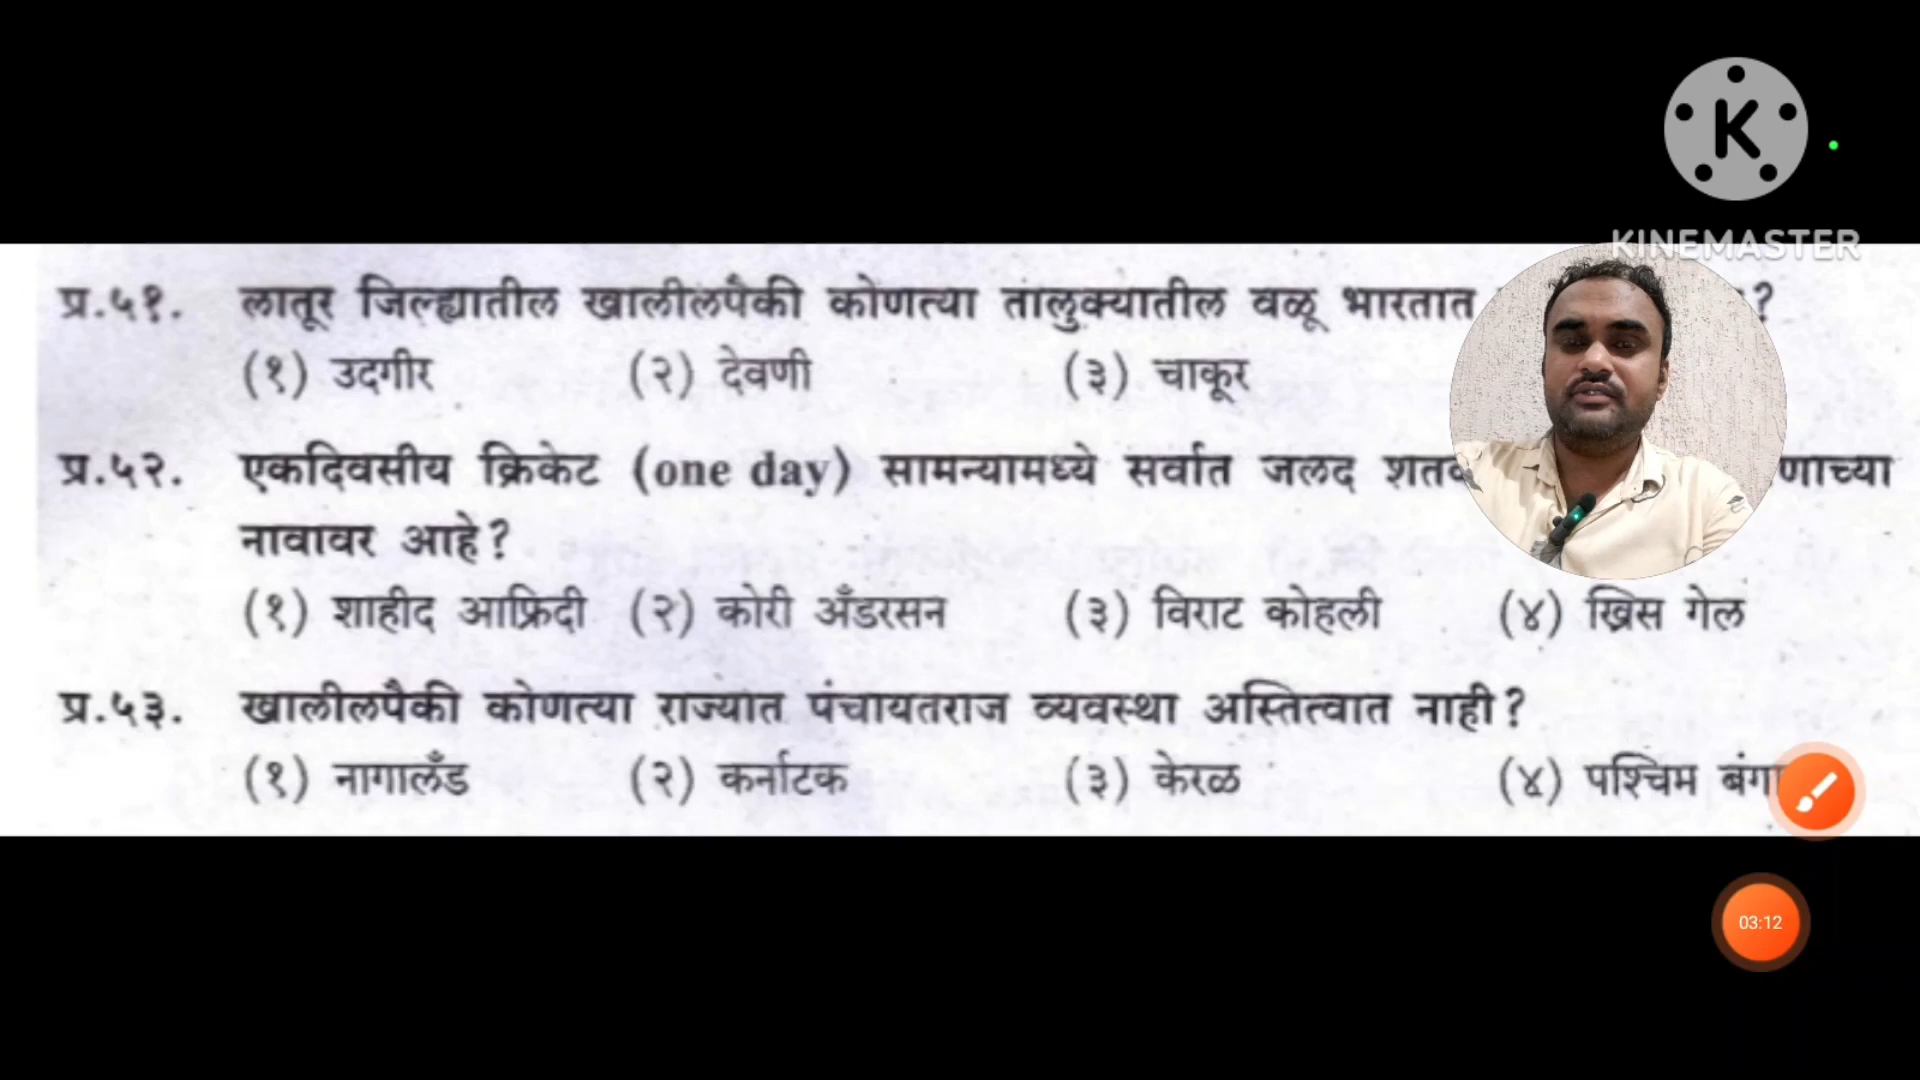 KINEMASTER
प्र.५१. लातूर जिल्ह्यातील खालीलपैकी कोणत्या तालुक्यातील वळू भारतात ?
(१) उदगीर (२) देवणी (३) चाकूर
प्र.५२. एकदिवसीय क्रिकेट (one day) सामन्यामध्ये सर्वात जलद
नावावर आहे?
(१) शाहीद आफ्रिदी (२) कोरी अँडरसन (३) विराट कोहली (४) ख्रिस गेल
प्र.५३. खालीलपैकी कोणत्या राज्यात पंचायतराज व्यवस्था अस्तित्वात नाही?
(१) नागालँड (२) कर्नाटक (३) केरळ (४) पश्चिम
03:12